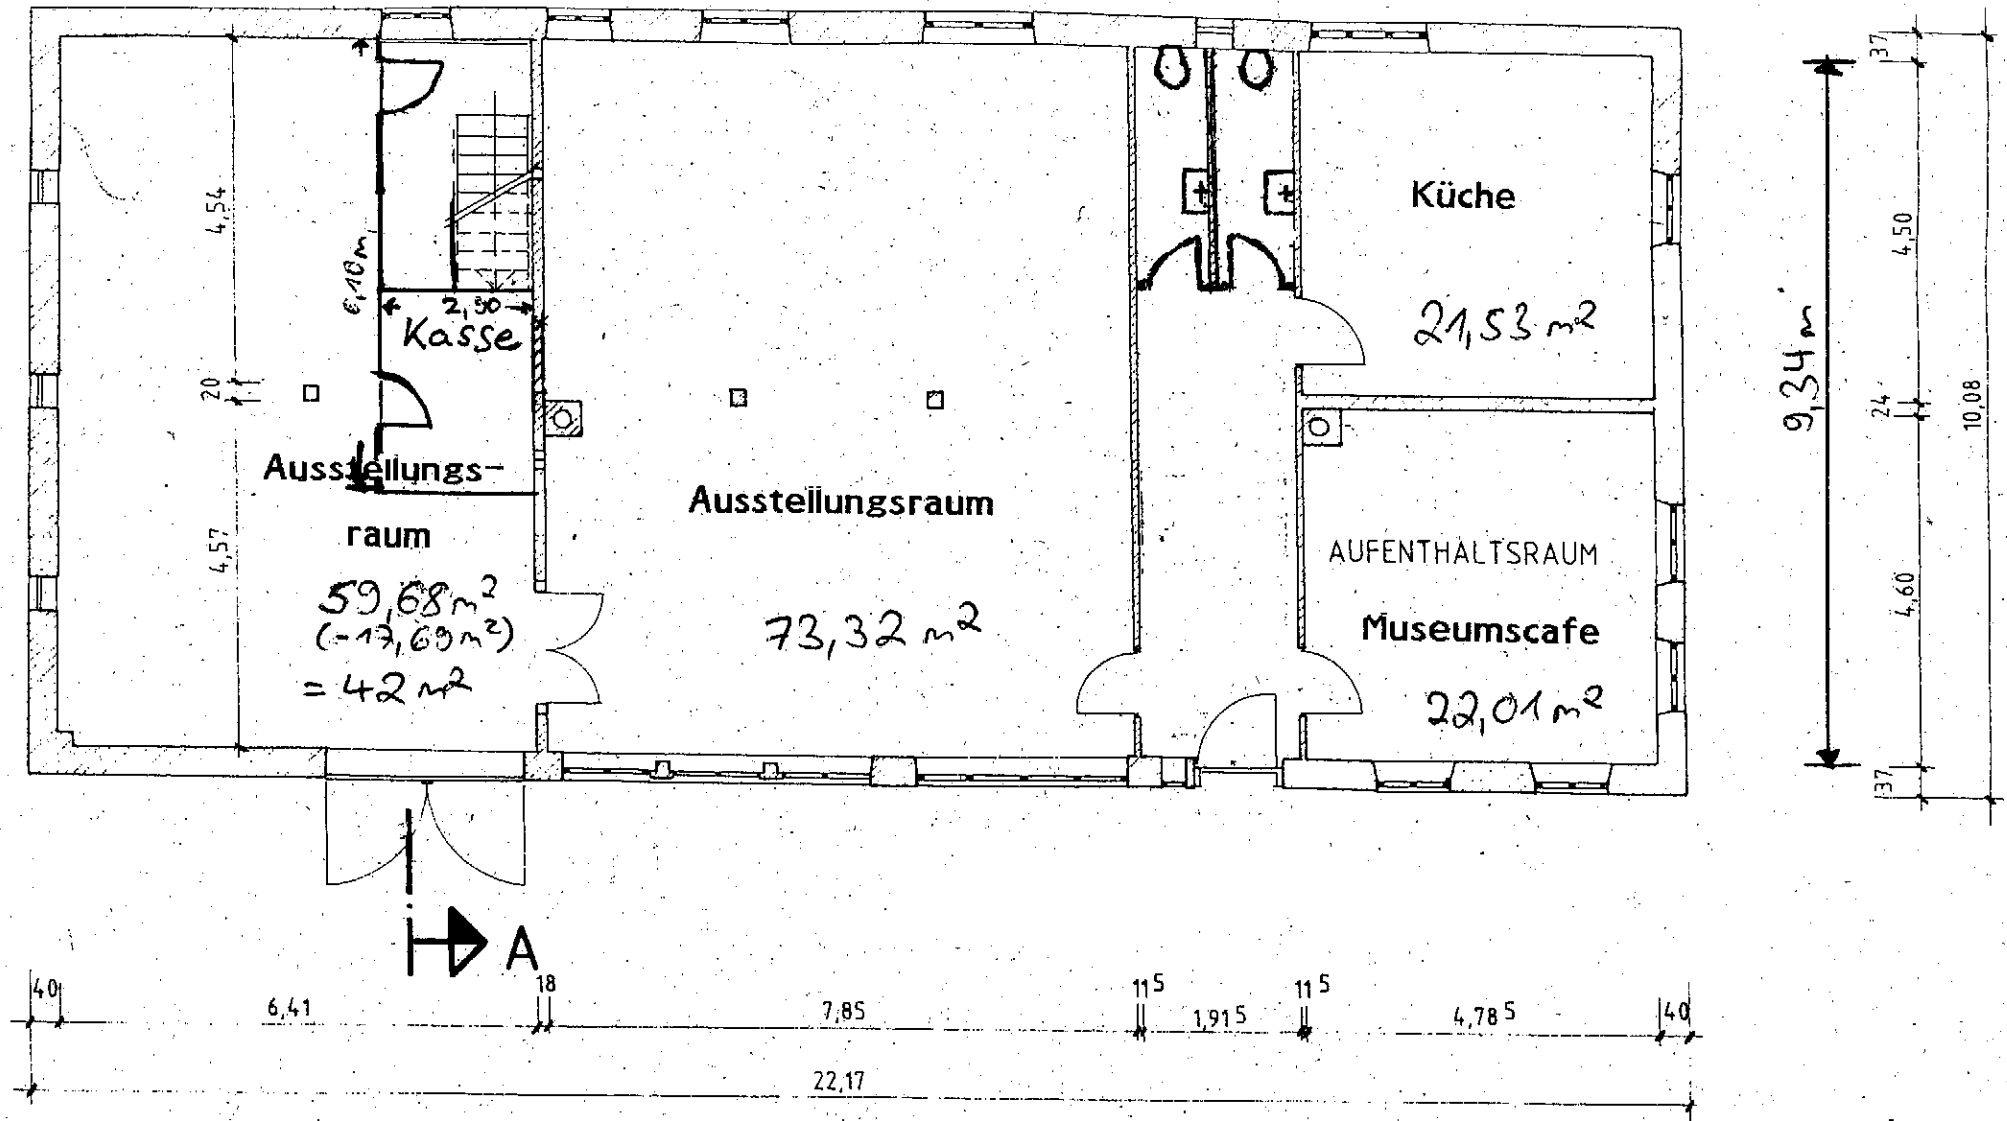 37
4,54
6,10m
Küche
4,50
9,34 m
2,90
Kasse
21,53 m²
20
24
10,08
Ausstellungs-
raum
Ausstellungsraum
AUFENTHALTSRAUM
4,57
59,68 m²
(-17,69 m²)
= 42 m²
73,32 m²
Museumscafe
4,60
22,01 m²
37
A
40
6,41
18
7,85
11⁵
1,91⁵
11⁵
4,78⁵
40
22,17